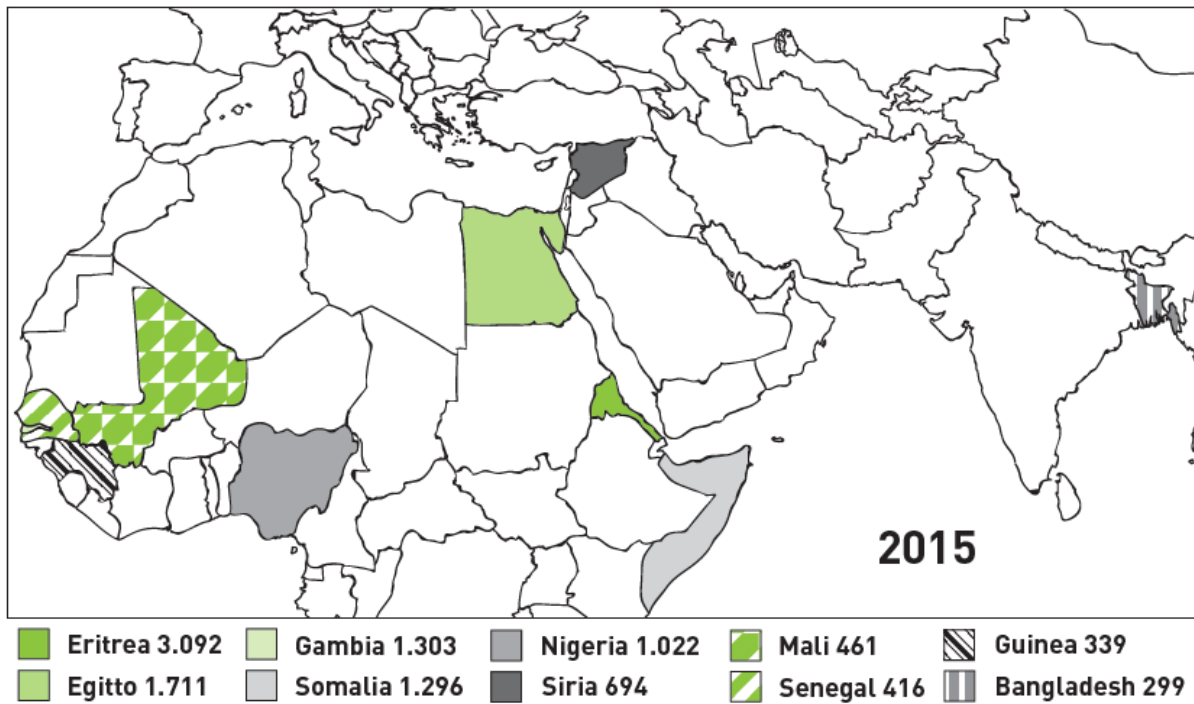 2015
Eritrea 3.092 Gambia 1.303 Nigeria 1.022 Mali 461 Guinea 339
Egitto 1.711 Somalia 1.296 Siria 694 Senegal 416 Bangladesh 299